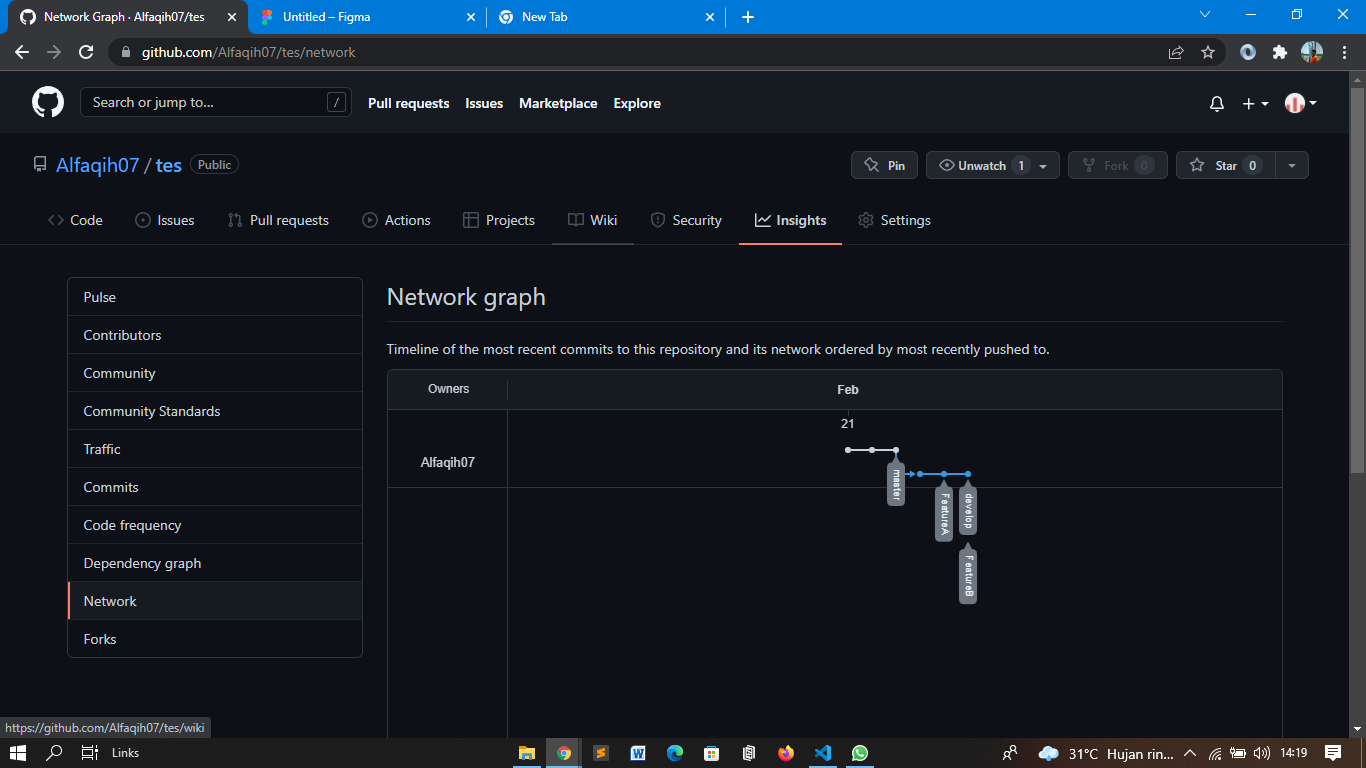 Network Graph · Alfaqih07/tes
Untitled – Figma
New Tab
github.com/Alfaqih07/tes/network
Search or jump to...
/
Pull requests
Issues
Marketplace
Explore
Alfaqih07 / tes
Public
Pin
Unwatch 1
Fork 0
Star 0
Code
Issues
Pull requests
Actions
Projects
Wiki
Security
Insights
Settings
Pulse
Contributors
Community
Community Standards
Traffic
Commits
Code frequency
Dependency graph
Network
Forks
Network graph
Timeline of the most recent commits to this repository and its network ordered by most recently pushed to.
Owners
Feb
21
Alfaqih07
master
FeatureA
develop
FeatureB
https://github.com/Alfaqih07/tes/wiki
Links
31°C Hujan rin...
14:19